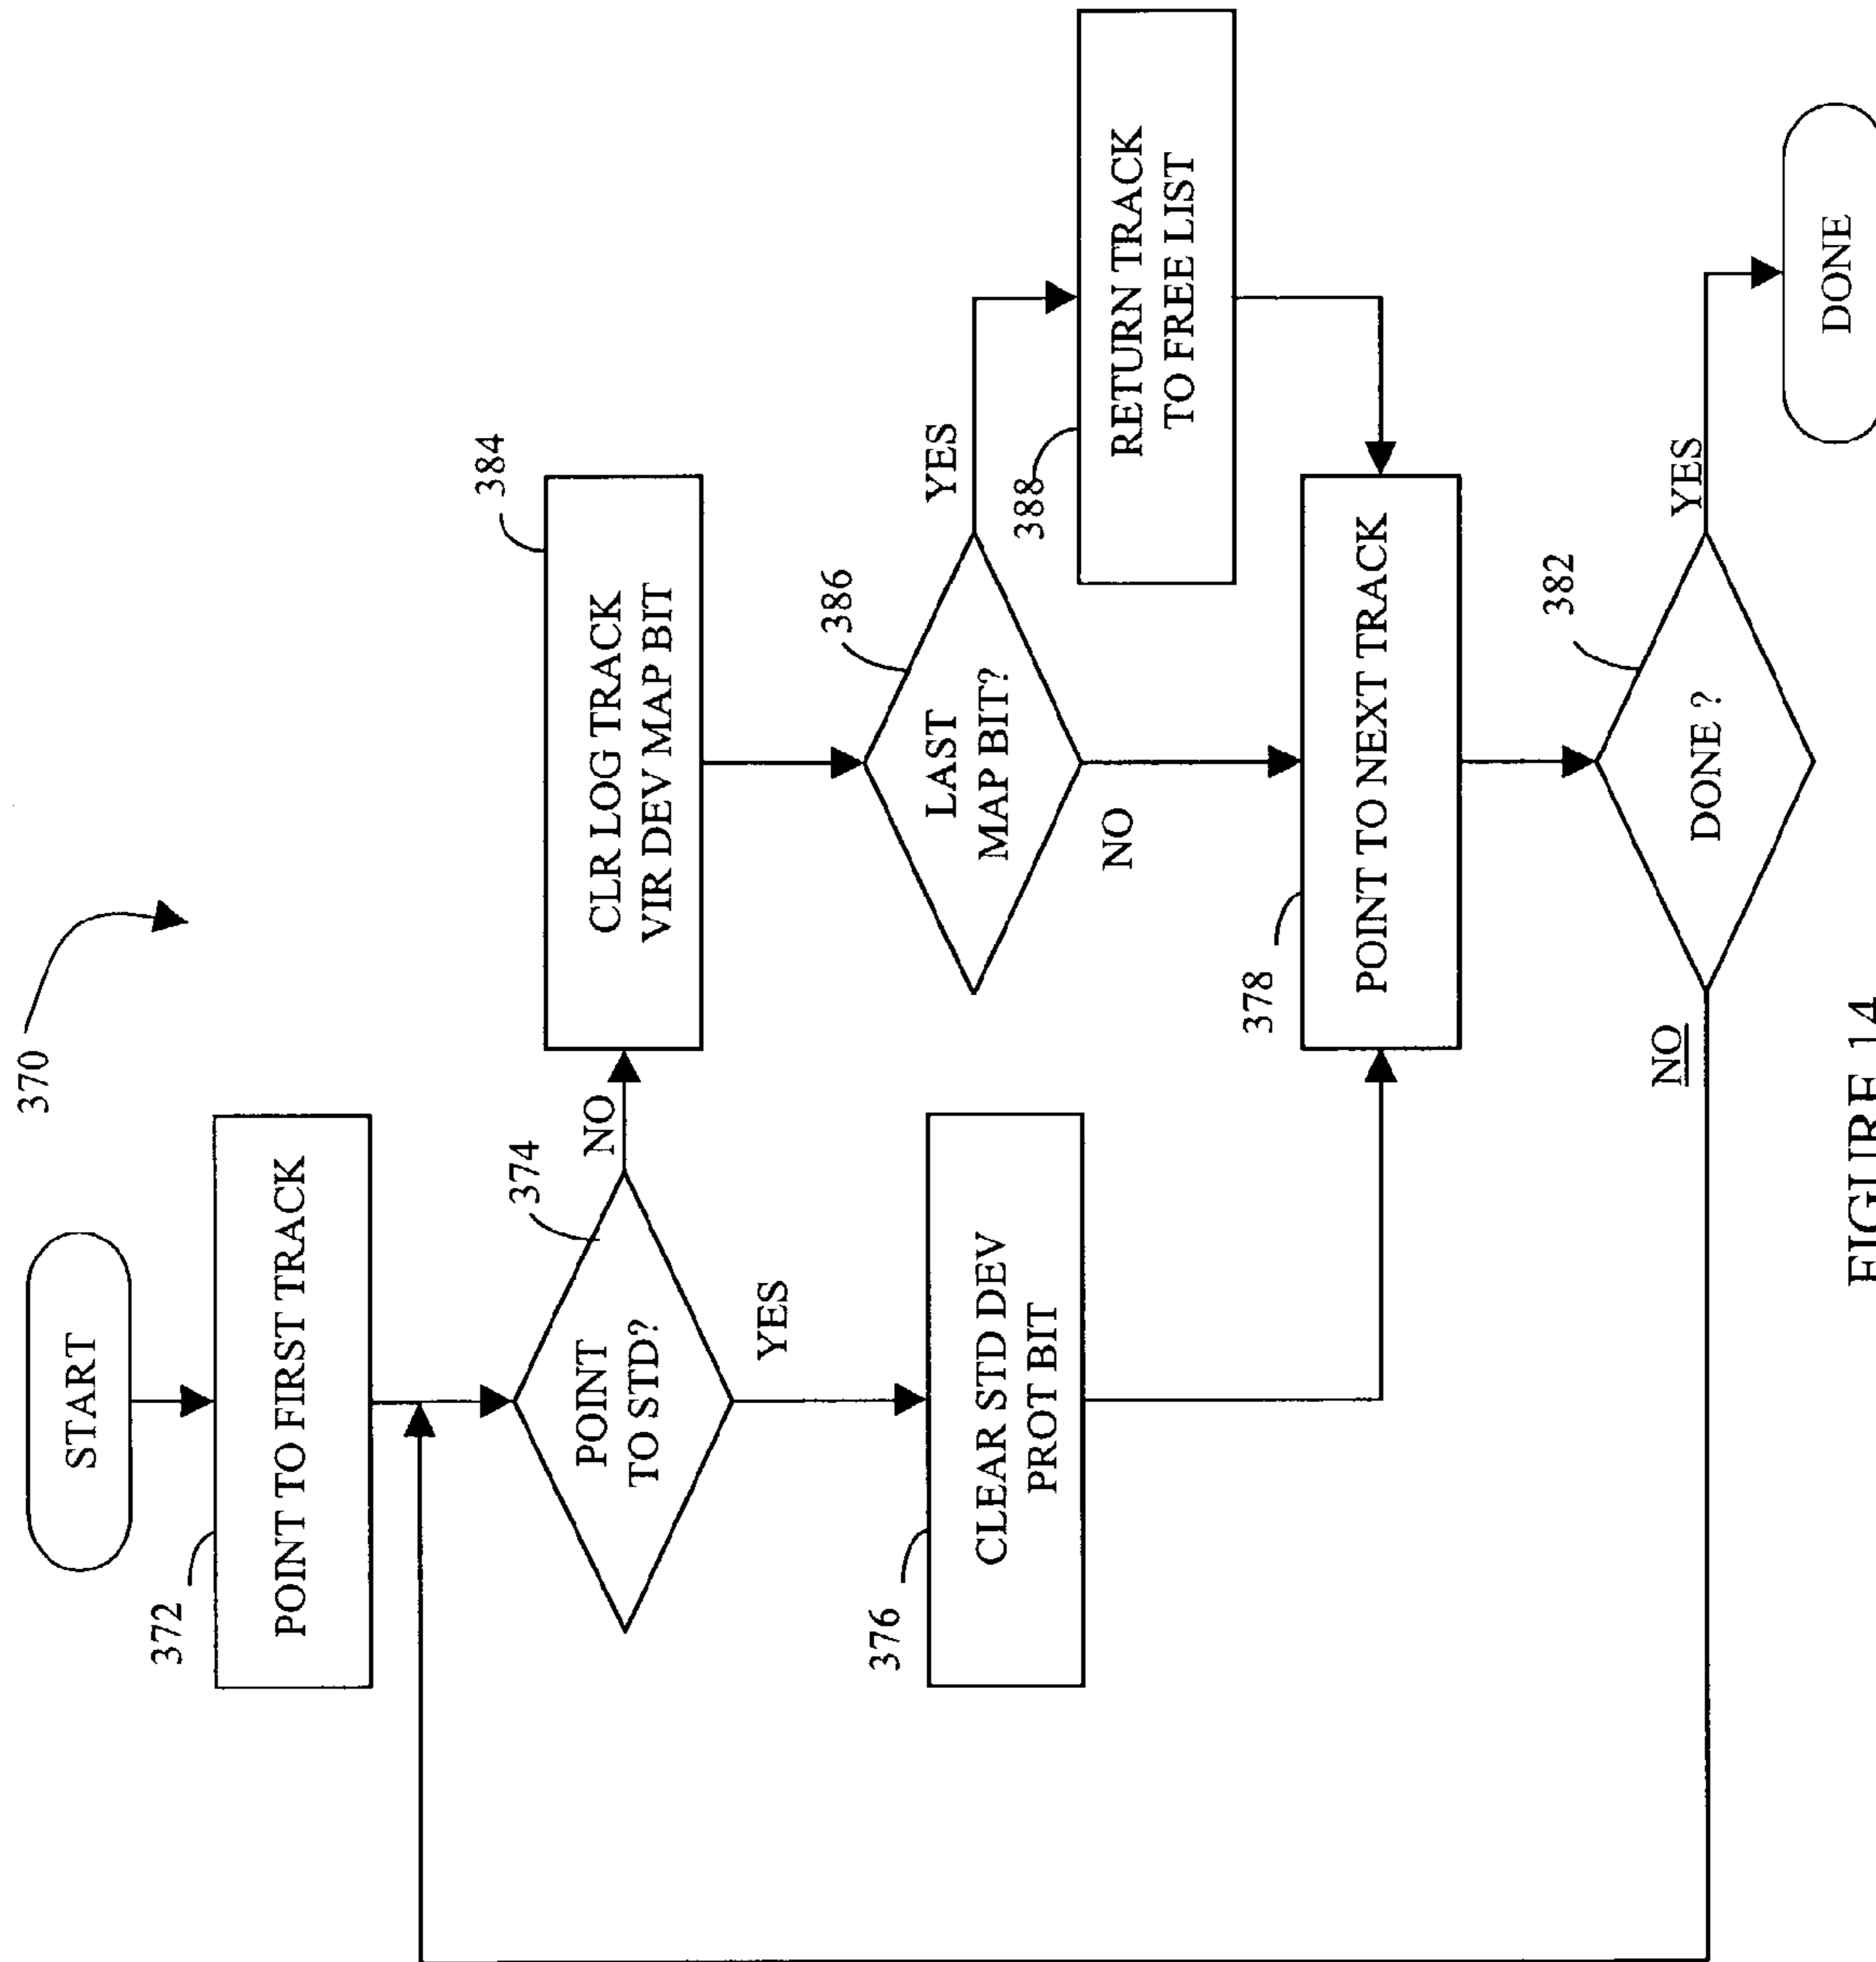 370
START
372
POINT TO FIRST TRACK
374
POINT
TO STD?
NO
YES
384
CLR LOG TRACK
VIR DEV MAP BIT
376
CLEAR STD DEV
PROT BIT
386
LAST
MAP BIT?
YES
NO
388
RETURN TRACK
TO FREE LIST
378
POINT TO NEXT TRACK
382
DONE ?
NO
YES
DONE
FIGURE 14